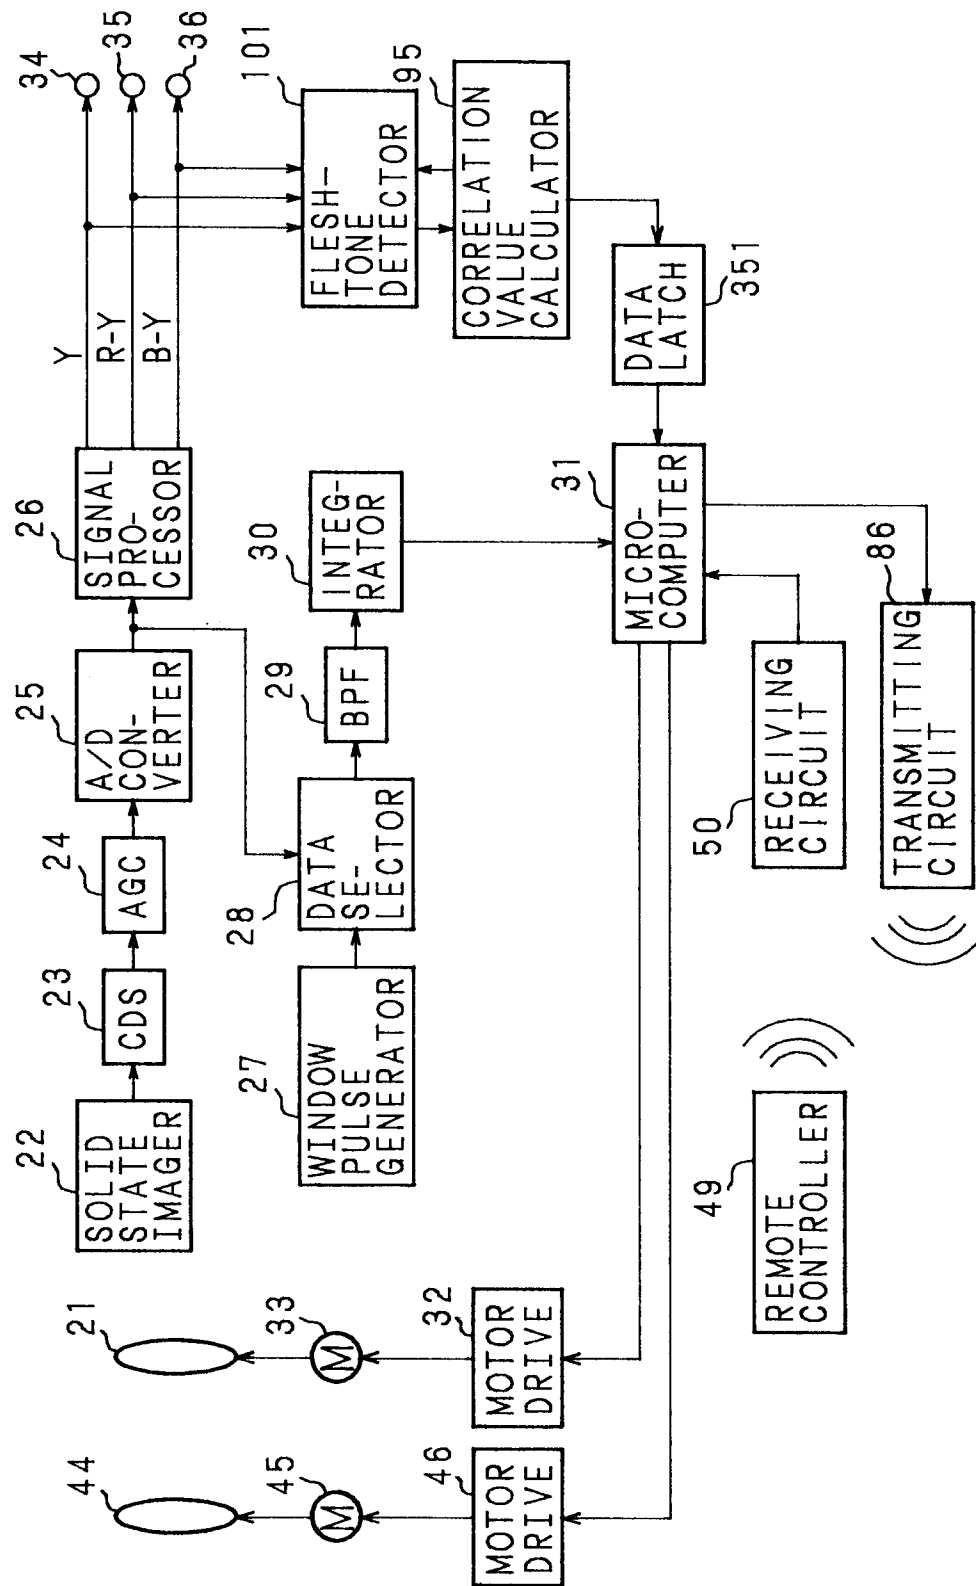 44
45
M
46
MOTOR
DRIVE
21
33
M
32
MOTOR
DRIVE
22
SOLID
STATE
IMAGER
23
CDS
24
AGC
25
A/D
CON-
VERTER
26
SIGNAL
PRO-
CESSOR
Y
R-Y
B-Y
34
35
36
27
WINDOW
PULSE
GENERATOR
28
DATA
SE-
LECTOR
29
BPF
30
INTEG-
RATOR
101
FLESH-
TONE
DETECTOR
95
CORRELATION
VALUE
CALCULATOR
DATA
LATCH
351
31
MICRO-
COMPUTER
49
REMOTE
CONTROLLER
50
RECEIVING
CIRCUIT
86
TRANSMITTING
CIRCUIT